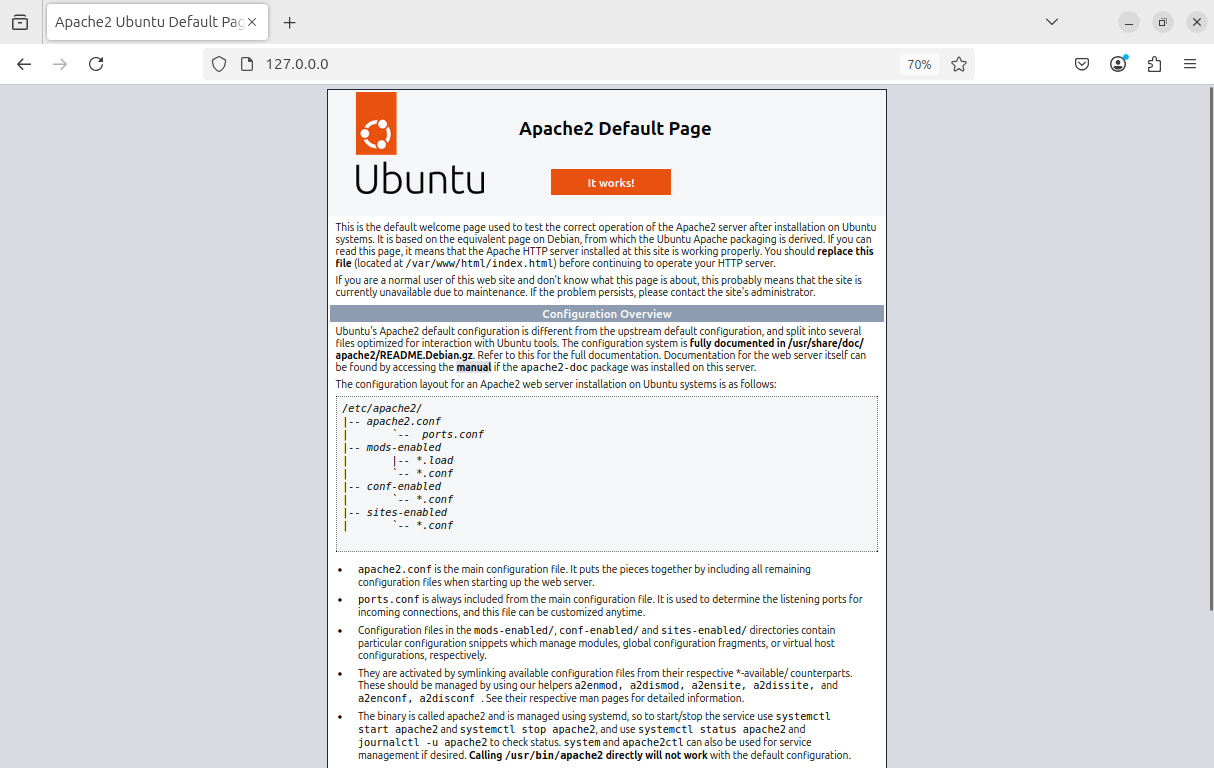 Apache2 Ubuntu Default Pag
127.0.0.0
70%
Apache2 Default Page
Ubuntu
It works!
This is the default welcome page used to test the correct operation of the Apache2 server after installation on Ubuntu
systems. It is based on the equivalent page on Debian, from which the Ubuntu Apache packaging is derived. If you can
read this page, it means that the Apache HTTP server installed at this site is working properly. You should replace this
file (located at /var/www/html/index.html) before continuing to operate your HTTP server.
If you are a normal user of this web site and don't know what this page is about, this probably means that the site is
currently unavailable due to maintenance. If the problem persists, please contact the site's administrator.
Configuration Overview
Ubuntu's Apache2 default configuration is different from the upstream default configuration, and split into several
files optimized for interaction with Ubuntu tools. The configuration system is fully documented in /usr/share/doc/
apache2/README.Debian.gz. Refer to this for the full documentation. Documentation for the web server itself can
be found by accessing the manual if the apache2-doc package was installed on this server.
The configuration layout for an Apache2 web server installation on Ubuntu systems is as follows:
/etc/apache2/
|-- apache2.conf
|       `--  ports.conf
|-- mods-enabled
|       |-- *.load
|       `-- *.conf
|-- conf-enabled
|       `-- *.conf
|-- sites-enabled
|       `-- *.conf
• apache2.conf is the main configuration file. It puts the pieces together by including all remaining
configuration files when starting up the web server.
• ports.conf is always included from the main configuration file. It is used to determine the listening ports for
incoming connections, and this file can be customized anytime.
• Configuration files in the mods-enabled/, conf-enabled/ and sites-enabled/ directories contain
particular configuration snippets which manage modules, global configuration fragments, or virtual host
configurations, respectively.
• They are activated by symlinking available configuration files from their respective *-available/ counterparts.
These should be managed by using our helpers a2enmod, a2dismod, a2ensite, a2dissite, and
a2enconf, a2disconf . See their respective man pages for detailed information.
• The binary is called apache2 and is managed using systemd, so to start/stop the service use systemctl
start apache2 and systemctl stop apache2, and use systemctl status apache2 and
journalctl -u apache2 to check status. system and apache2ctl can also be used for service
management if desired. Calling /usr/bin/apache2 directly will not work with the default configuration.